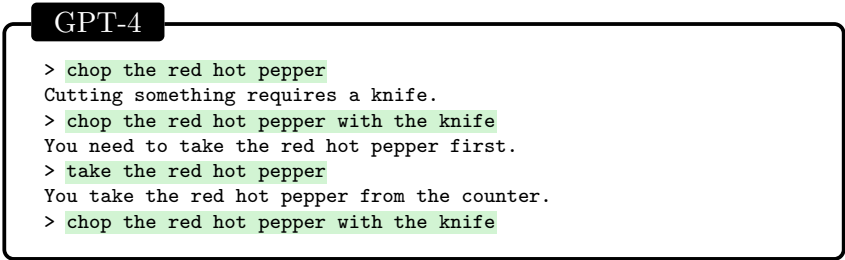 GPT-4
> chop the red hot pepper
Cutting something requires a knife.
> chop the red hot pepper with the knife
You need to take the red hot pepper first.
> take the red hot pepper
You take the red hot pepper from the counter.
> chop the red hot pepper with the knife